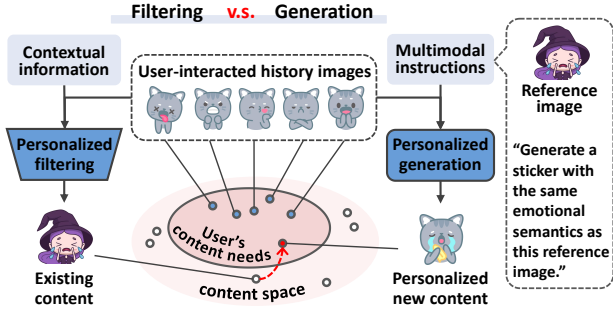 Filtering v.s. Generation
Contextual
information
User-interacted history images
Multimodal
instructions
Reference
image
Personalized
filtering
Personalized
generation
"Generate a
sticker with
the same
emotional
semantics as
this reference
image."
User's
content needs
Existing
content
content space
Personalized
new content